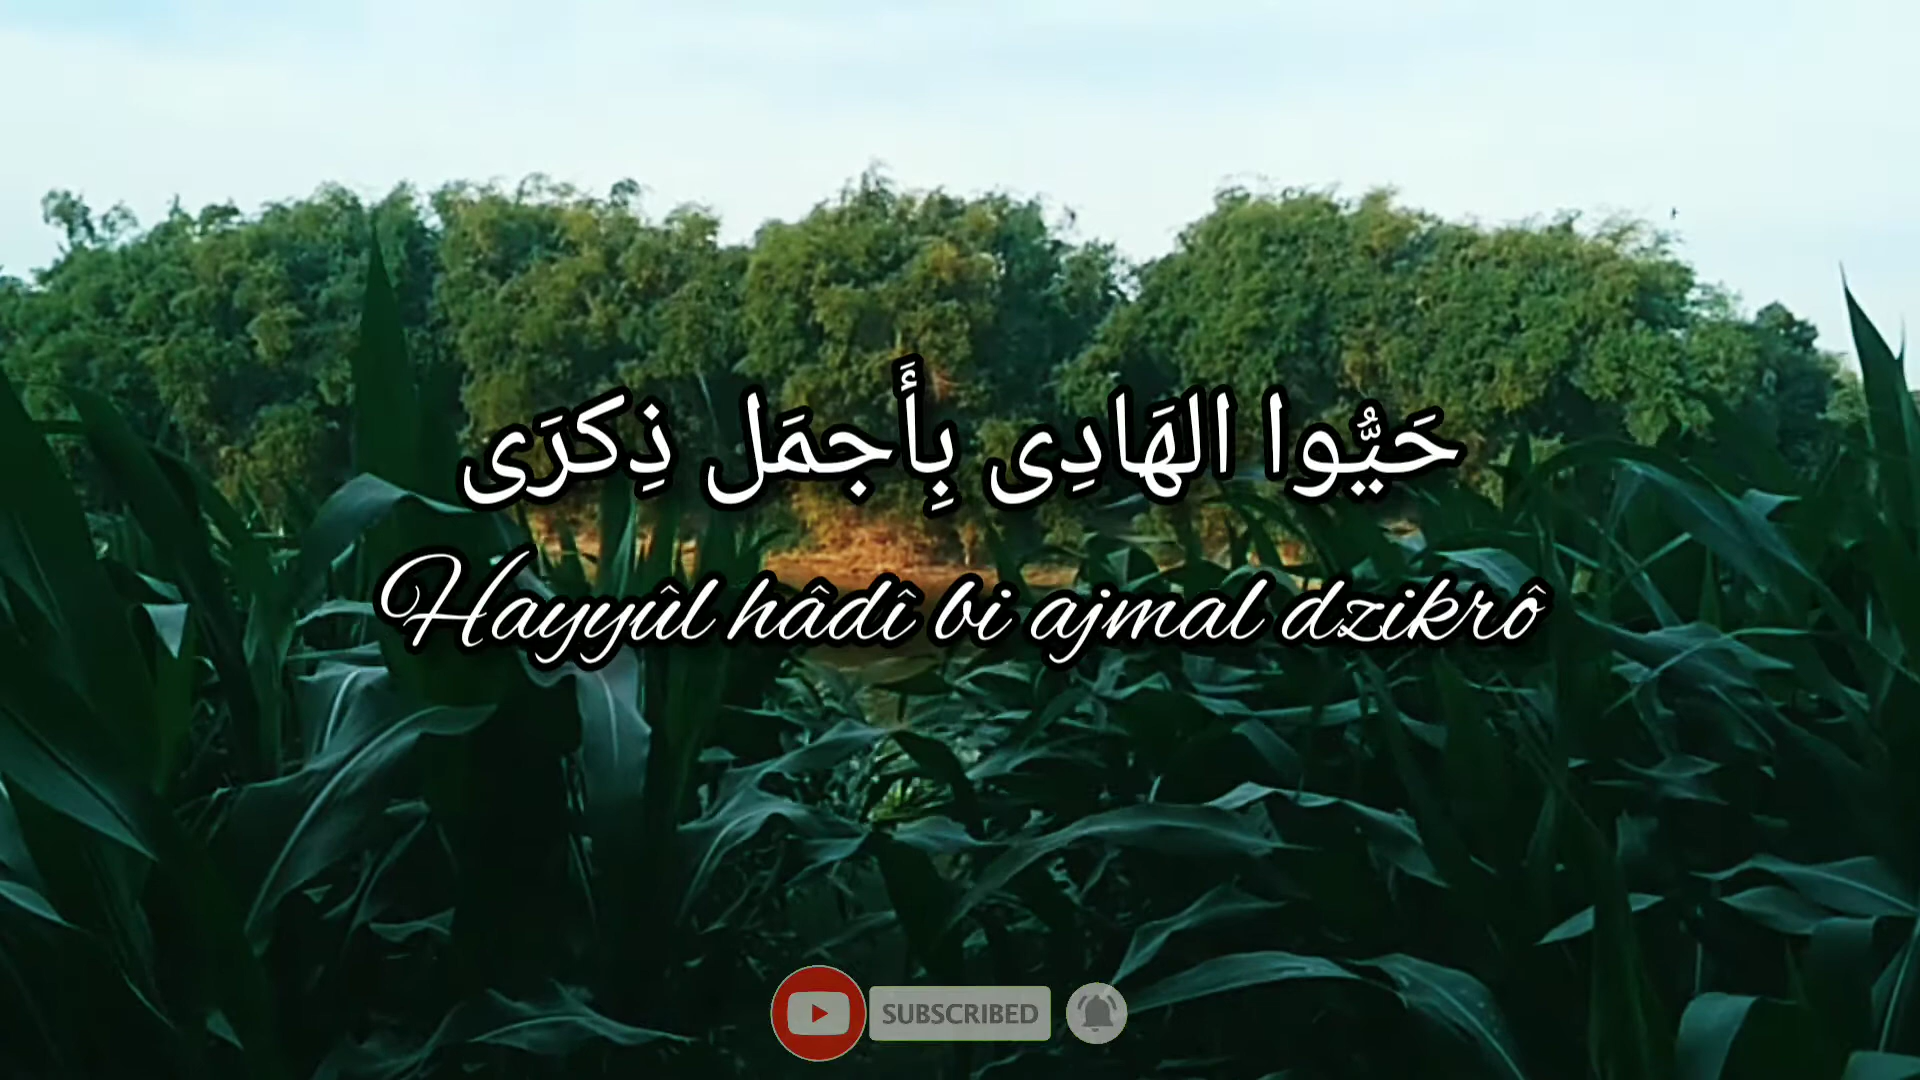 حَيُّوا الهَادِى بِأَجمَل ذِكرَى
Hayyûl hâdî bi ajmal dzikrô
SUBSCRIBED